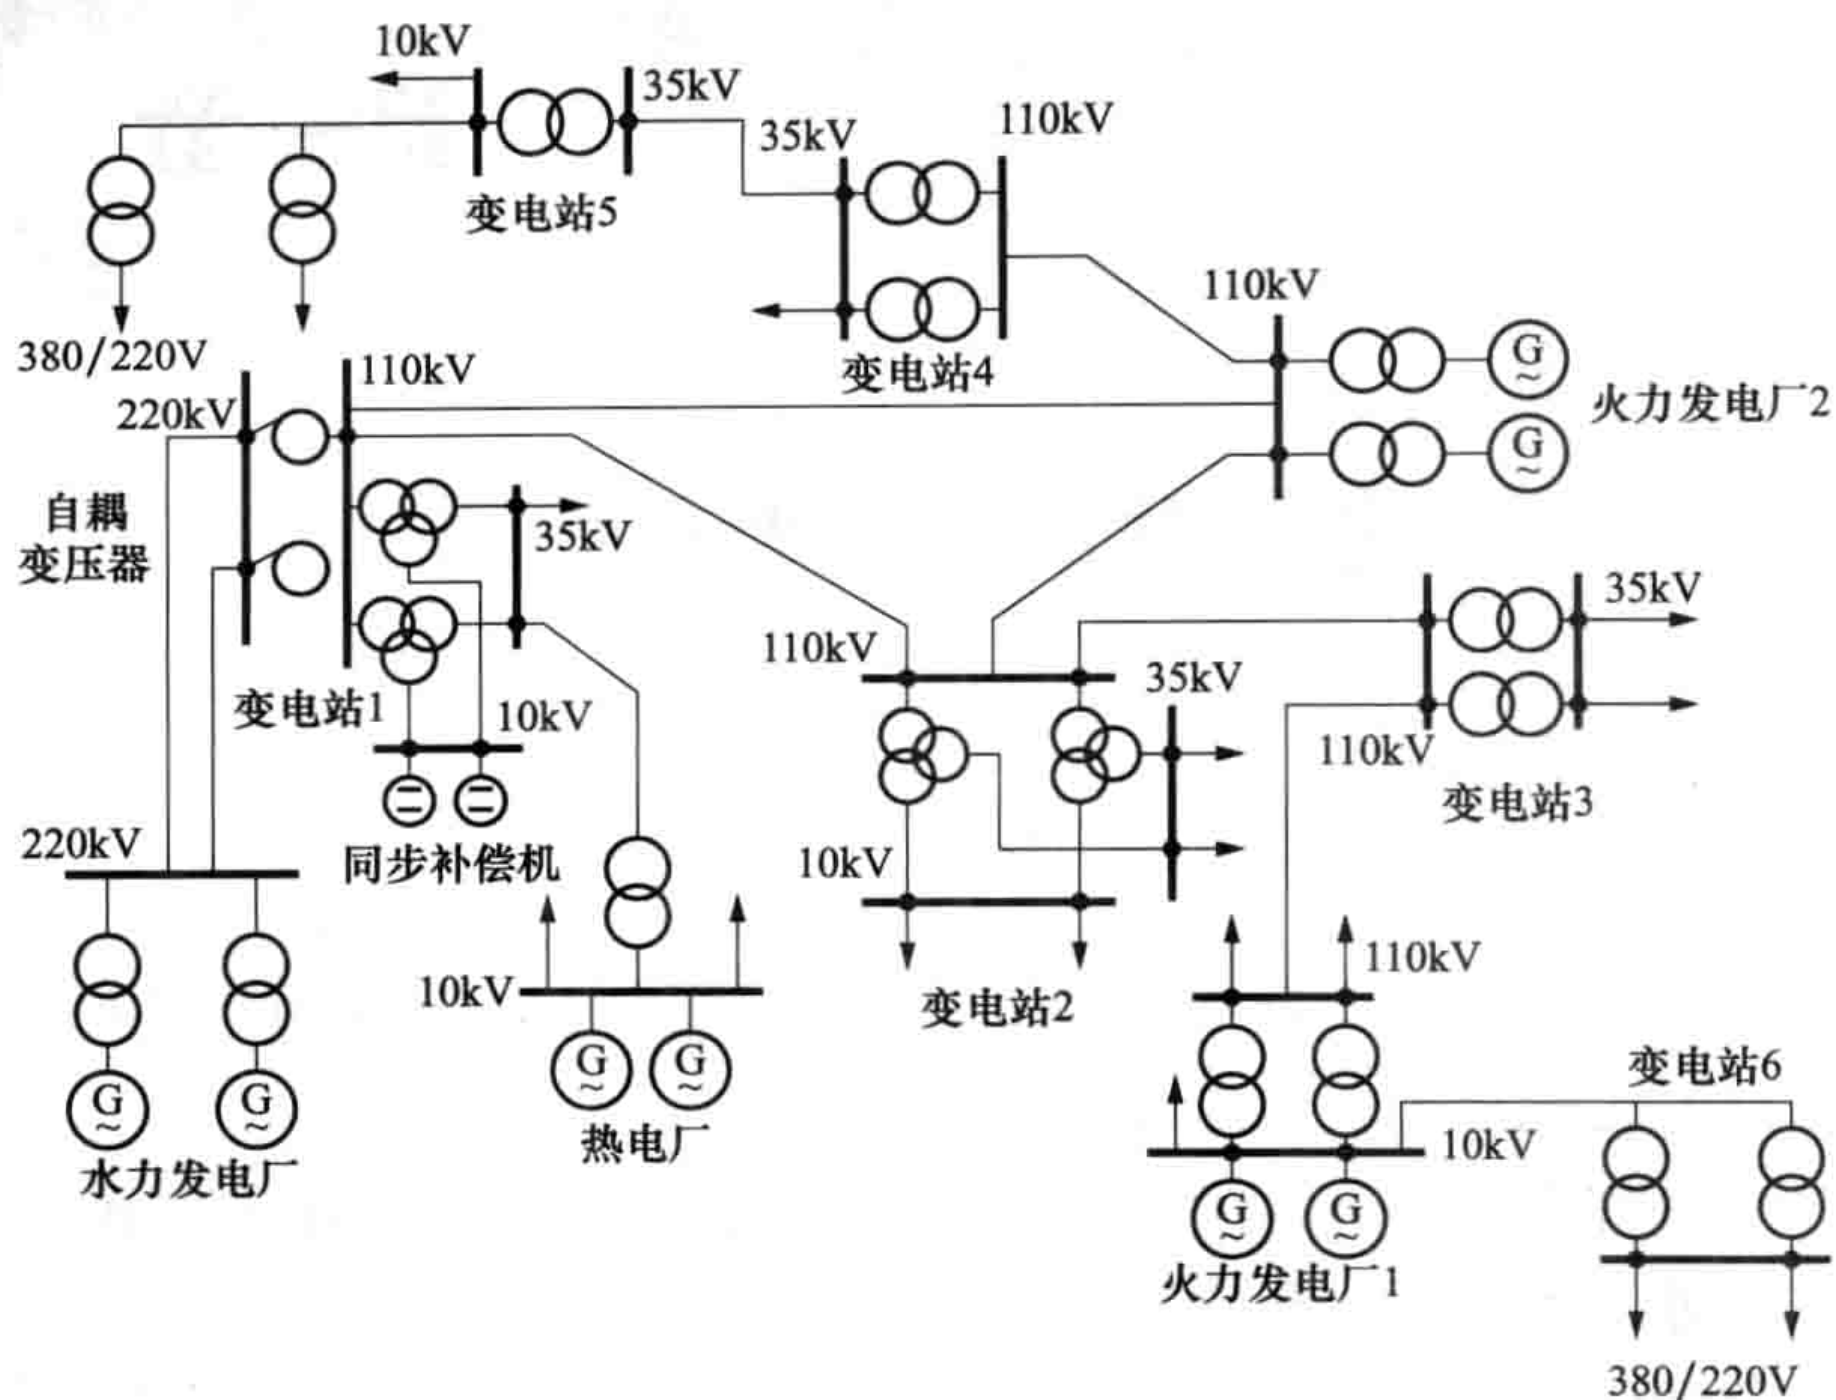 10kV
35kV
35kV
110kV
变电站5
380/220V
变电站4
110kV
火力发电厂2
G
~
G
~
220kV
110kV
自耦
变压器
35kV
变电站1
10kV
同步补偿机
220kV
G
~
G
~
水力发电厂
10kV
G
~
G
~
热电厂
110kV
35kV
10kV
变电站2
35kV
110kV
变电站3
110kV
10kV
G
~
G
~
火力发电厂1
变电站6
380/220V